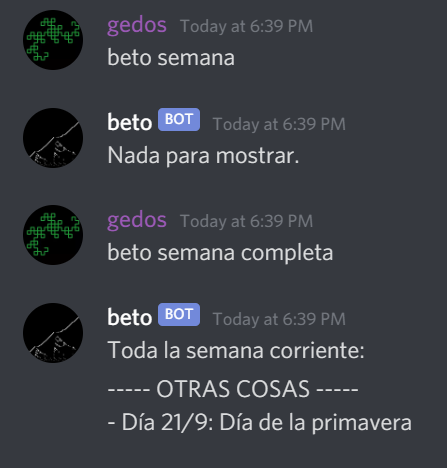 gedos Today at 6:39 PM
beto semana
beto BOT Today at 6:39 PM
Nada para mostrar.
gedos Today at 6:39 PM
beto semana completa
beto BOT Today at 6:39 PM
Toda la semana corriente:
----- OTRAS COSAS -----
- Día 21/9: Día de la primavera